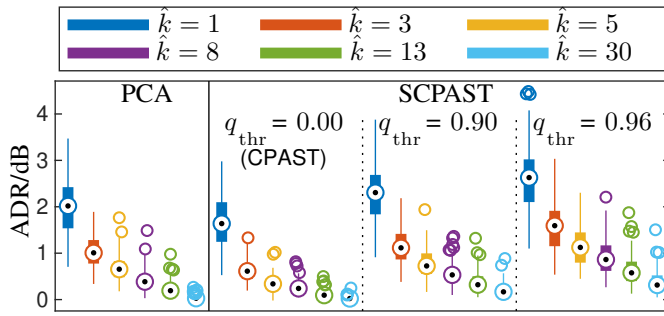 k̂ = 1 k̂ = 3 k̂ = 5
k̂ = 8 k̂ = 13 k̂ = 30
PCA SCPAST
q_thr = 0.00 q_thr = 0.90 q_thr = 0.96
(CPAST)
ADR/dB
4
3
2
1
0